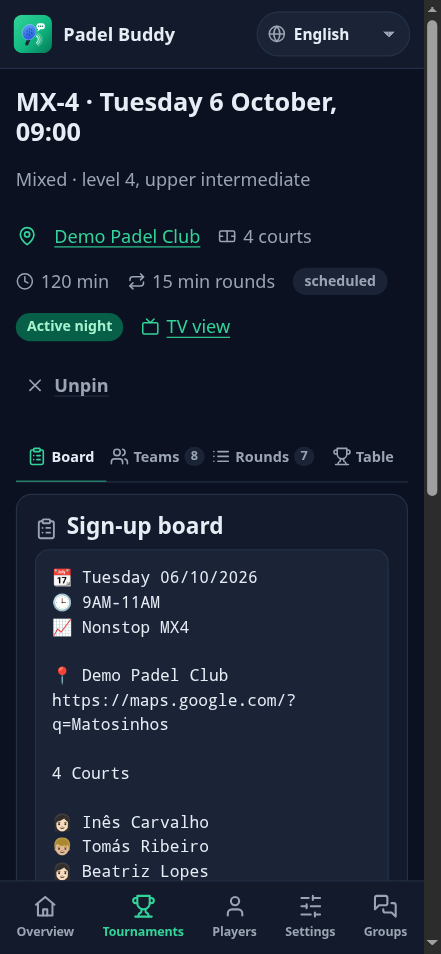 Padel Buddy
English
MX-4 · Tuesday 6 October,
09:00
Mixed · level 4, upper intermediate
Demo Padel Club
4 courts
120 min
15 min rounds
scheduled
Active night
TV view
Unpin
Board
Teams 8
Rounds 7
Table
Sign-up board
📆 Tuesday 06/10/2026
🕒 9AM-11AM
📈 Nonstop MX4
📍 Demo Padel Club
https://maps.google.com/?
q=Matosinhos
4 Courts
👩🏻 Inês Carvalho
👨🏼 Tomás Ribeiro
👩🏻 Beatriz Lopes
Overview
Tournaments
Players
Settings
Groups